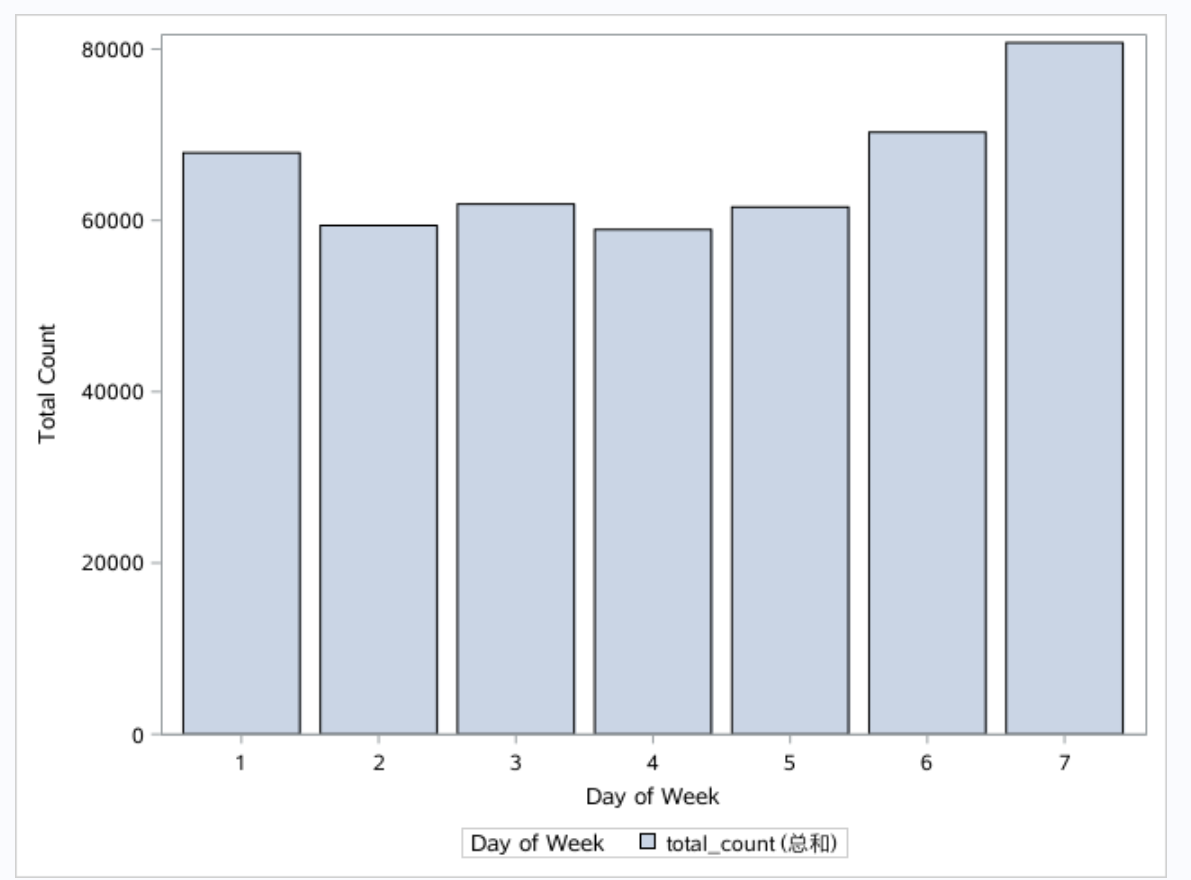 80000
60000
40000
20000
0
Total Count
1 2 3 4 5 6 7
Day of Week
Day of Week total_count (总和)